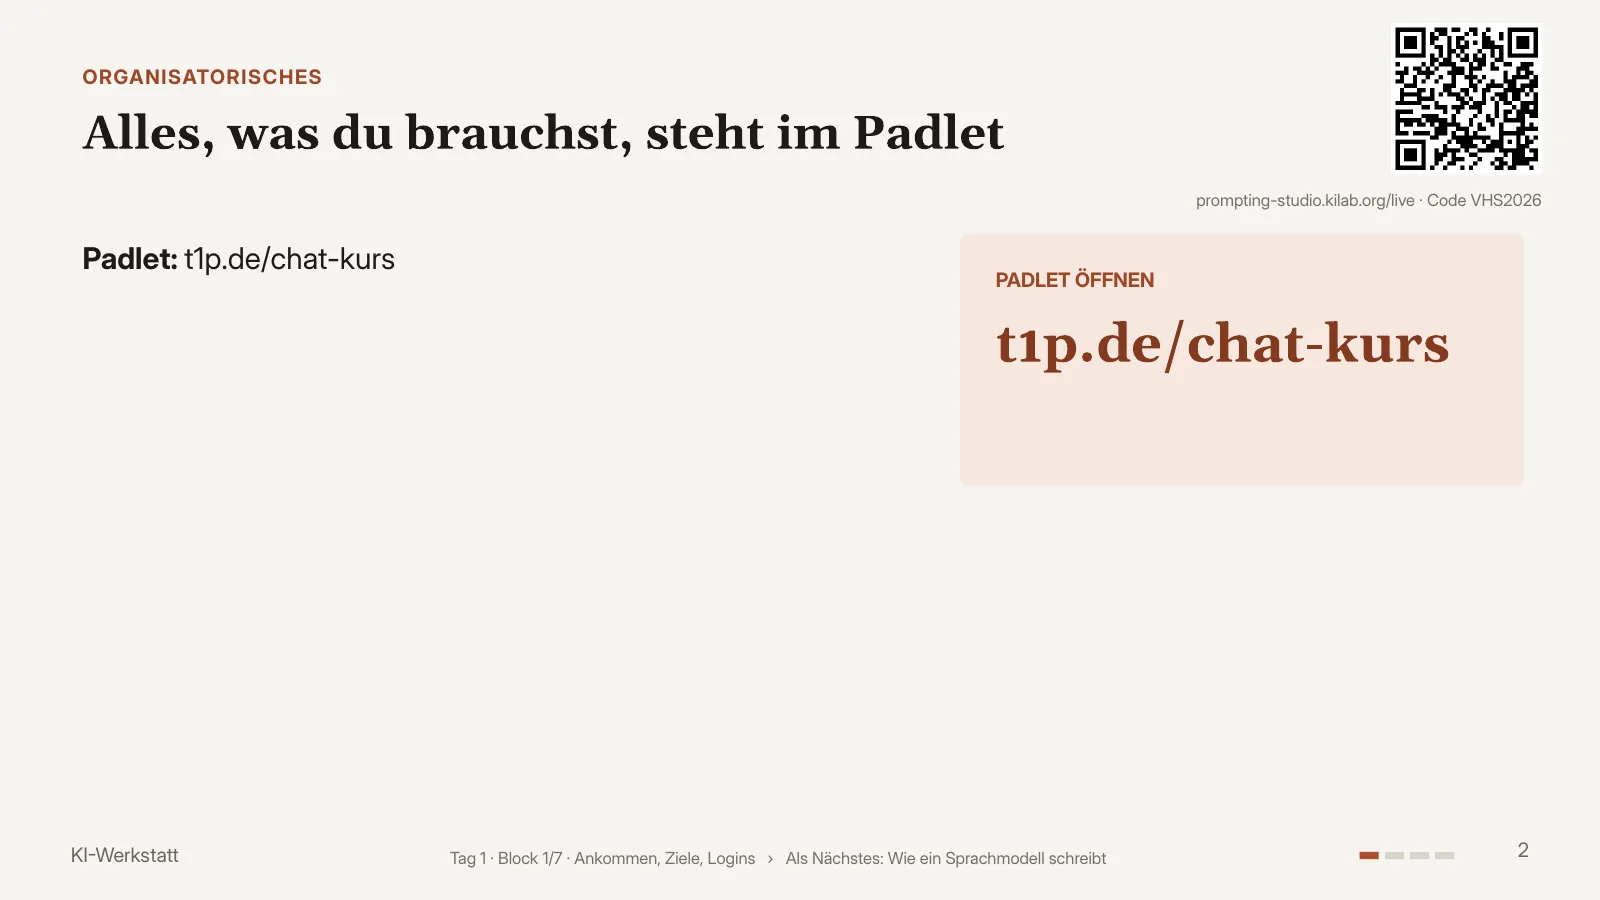 ORGANISATORISCHES
Alles, was du brauchst, steht im Padlet
prompting-studio.kilab.org/live · Code VHS2026
Padlet: t1p.de/chat-kurs
PADLET ÖFFNEN
t1p.de/chat-kurs
KI-Werkstatt
Tag 1 · Block 1/7 · Ankommen, Ziele, Logins › Als Nächstes: Wie ein Sprachmodell schreibt
2